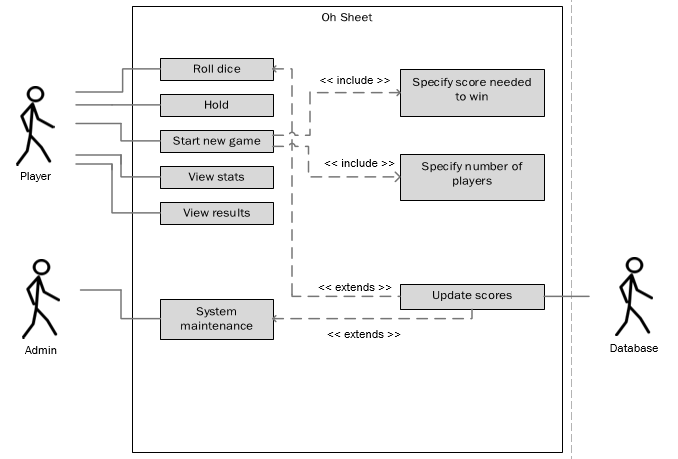 Oh Sheet
Roll dice
Hold
Start new game
View stats
View results
Player
<< include >>
Specify score needed
to win
<< include >>
Specify number of
players
Admin
System
maintenance
<< extends >>
Update scores
<< extends >>
Database